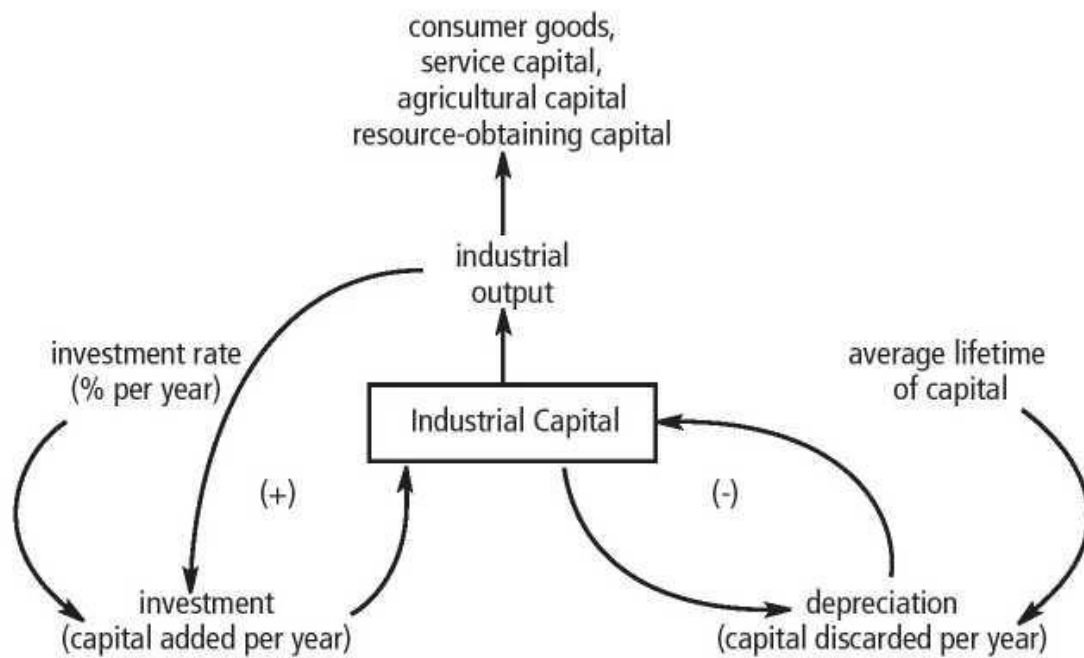 consumer goods,
service capital,
agricultural capital
resource-obtaining capital
industrial
output
investment rate
(% per year)
average lifetime
of capital
Industrial Capital
(+)
(-)
investment
(capital added per year)
depreciation
(capital discarded per year)